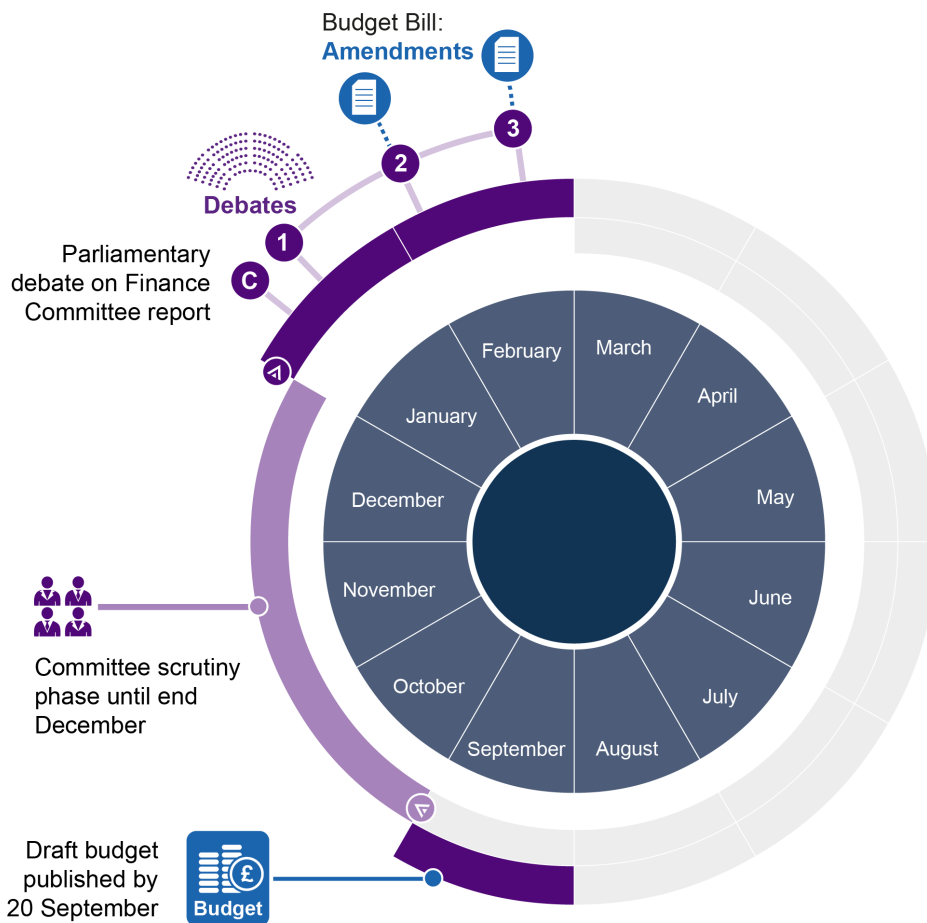 Budget Bill:
Amendments
3
2
Debates
1
Parliamentary
debate on Finance
Committee report
C
February
March
January
April
December
May
November
June
October
July
September
August
Committee scrutiny
phase until end
December
Draft budget
published by
20 September
£
Budget